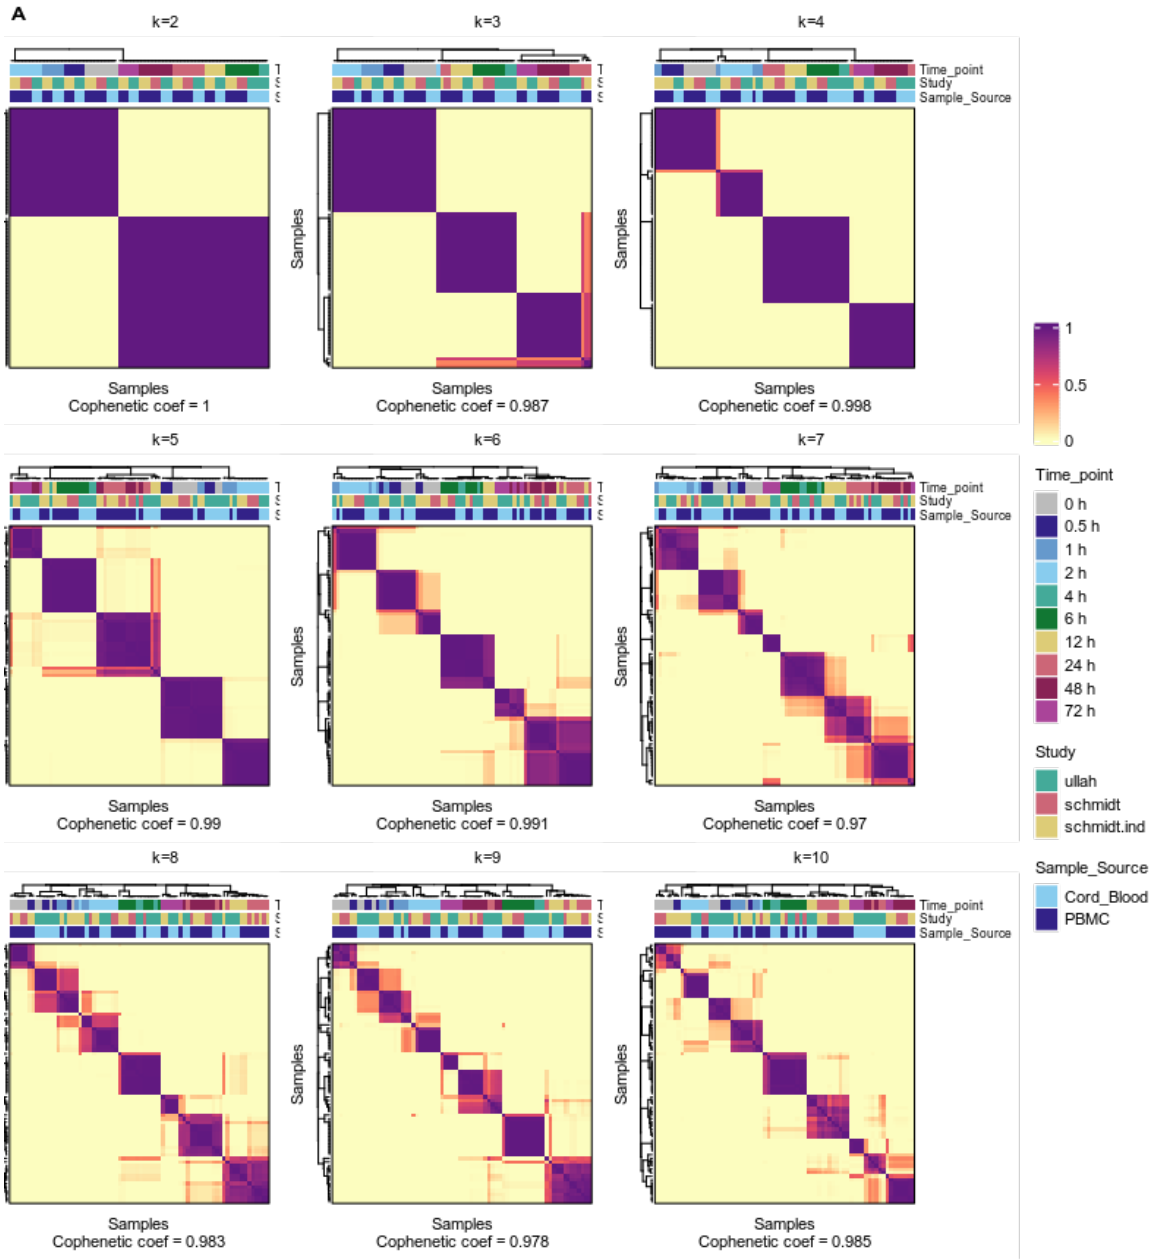 A
k=2
k=3
k=4
T
S
S
T
S
S
Time_point
Study
Sample_Source
Samples
Samples
Samples
Cophenetic coef = 1
Samples
Cophenetic coef = 0.987
Samples
Cophenetic coef = 0.998
1
0.5
0
k=5
k=6
k=7
T
S
S
T
S
S
Time_point
Study
Sample_Source
Samples
Samples
Samples
Cophenetic coef = 0.99
Samples
Cophenetic coef = 0.991
Samples
Cophenetic coef = 0.97
Time_point
0 h
0.5 h
1 h
2 h
4 h
6 h
12 h
24 h
48 h
72 h
Study
ullah
schmidt
schmidt.ind
Sample_Source
Cord_Blood
PBMC
k=8
k=9
k=10
T
S
S
T
S
S
Time_point
Study
Sample_Source
Samples
Samples
Samples
Cophenetic coef = 0.983
Samples
Cophenetic coef = 0.978
Samples
Cophenetic coef = 0.985